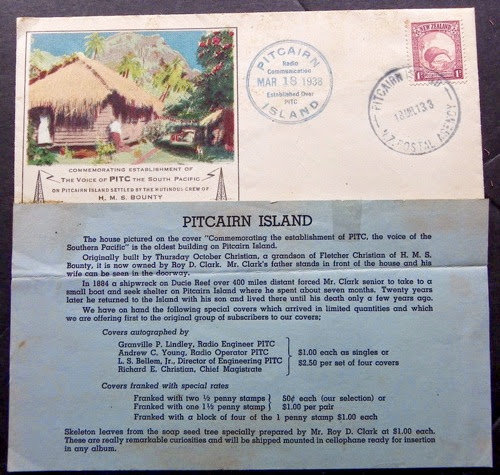 PITCAIRN
Radio
Communication
MAR 18 1938
Established Over
PITC
ISLAND
NEW ZEALAND
1D
PITCAIRN
N.Z. POSTAL AGENCY
COMMEMORATING ESTABLISHMENT OF
THE VOICE OF PITC THE SOUTH PACIFIC
ON PITCAIRN ISLAND SETTLED BY THE MUTINOUS CREW OF
H. M. S. BOUNTY
PITCAIRN ISLAND
The house pictured on the cover "Commemorating the establishment of PITC, the voice of the
Southern Pacific" is the oldest building on Pitcairn Island.
Originally built by Thursday October Christian, a grandson of Fletcher Christian of H. M. S.
Bounty, it is now owned by Roy D. Clark. Mr. Clark's father stands in front of the house and his
wife can be seen in the doorway.
In 1884 a shipwreck on Ducie Reef over 400 miles distant forced Mr. Clark senior to take to a
small boat and seek shelter on Pitcairn Island where he spent about seven months. Twenty years
later he returned to the Island with his son and lived there until his death only a few years ago.
We have on hand the following special covers which arrived in limited quantities and which
we are offering first to the original group of subscribers to our covers;
Covers autographed by
Granville P. Lindley, Radio Engineer PITC
Andrew C. Young, Radio Operator PITC
L. S. Bellem, Jr., Director of Engineering PITC
Richard E. Christian, Chief Magistrate
$1.00 each as singles or
$2.50 per set of four covers
Covers franked with special rates
Franked with two ½ penny stamps
Franked with one 1½ penny stamp
50¢ each (our selection) or
$1.00 per pair
Franked with a block of four of the 1 penny stamp $1.00 each
Skeleton leaves from the soap seed tree specially prepared by Mr. Roy D. Clark at $1.00 each.
These are really remarkable curiosities and will be shipped mounted in cellophane ready for insertion
in any album.